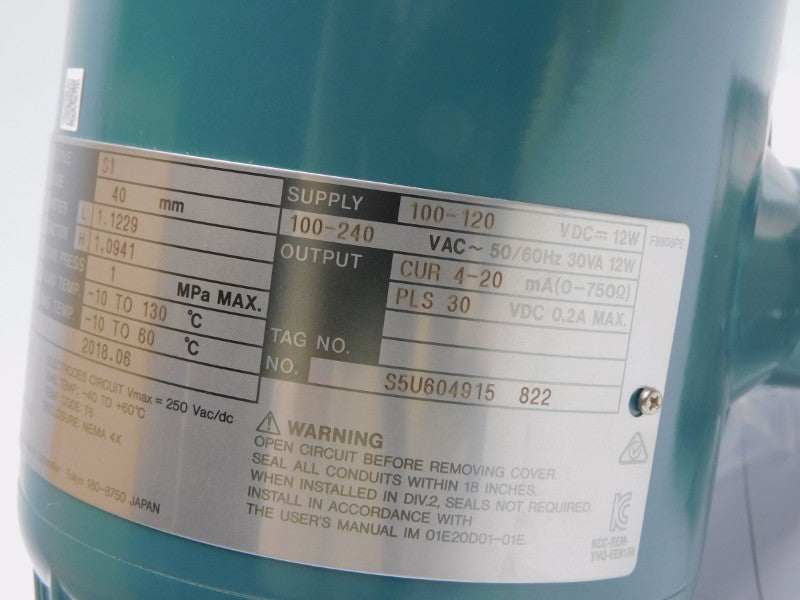 S1
40 mm
L 1.1229
H 1.0941
1 MPa MAX.
-10 TO 130 °C
-10 TO 60 °C
2018.06
ELECTRODES CIRCUIT Vmax = 250 Vac/dc
AMB. TEMP.: -40 TO +60°C
CODE: T6
ENCLOSURE: NEMA 4X
Tokyo 180-8750 JAPAN
SUPPLY 100-120 VDC⎓ 12W
100-240 VAC~ 50/60Hz 30VA 12W
OUTPUT CUR 4-20 mA(0-750Ω)
PLS 30 VDC 0.2A MAX.
TAG NO.
NO. S5U604915 822
F9806PE
⚠ WARNING
OPEN CIRCUIT BEFORE REMOVING COVER.
SEAL ALL CONDUITS WITHIN 18 INCHES.
WHEN INSTALLED IN DIV.2, SEALS NOT REQUIRED.
INSTALL IN ACCORDANCE WITH
THE USER'S MANUAL IM 01E20D01-01E.
KCC-REM-
YHQ-EEN168